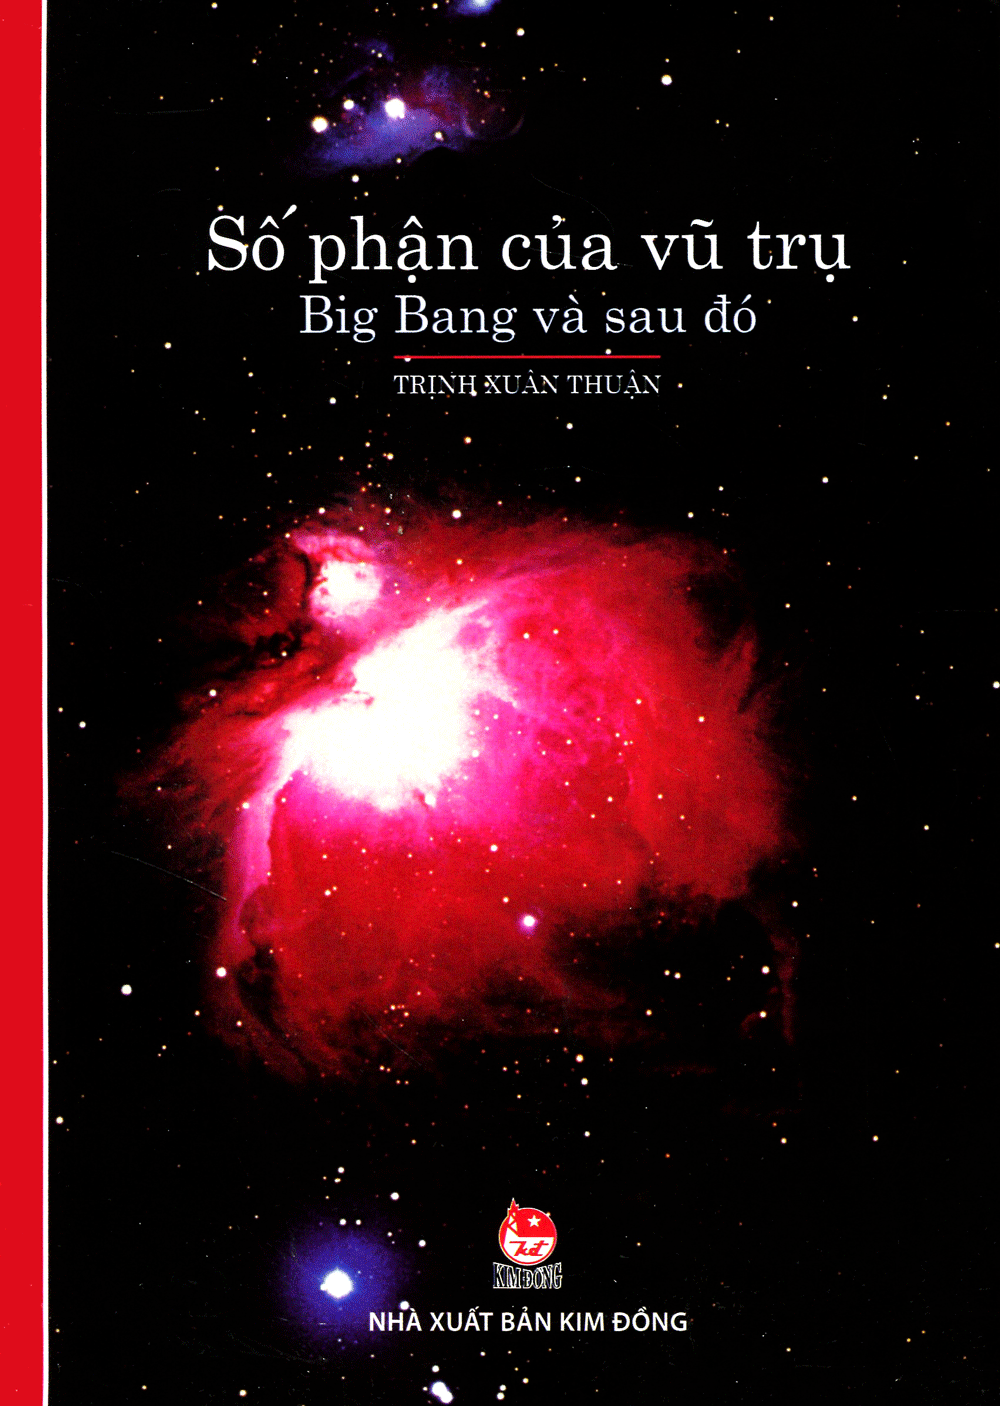 Số phận của vũ trụ
Big Bang và sau đó
TRỊNH XUÂN THUẬN
Kđ
KIM ĐỒNG
NHÀ XUẤT BẢN KIM ĐỒNG